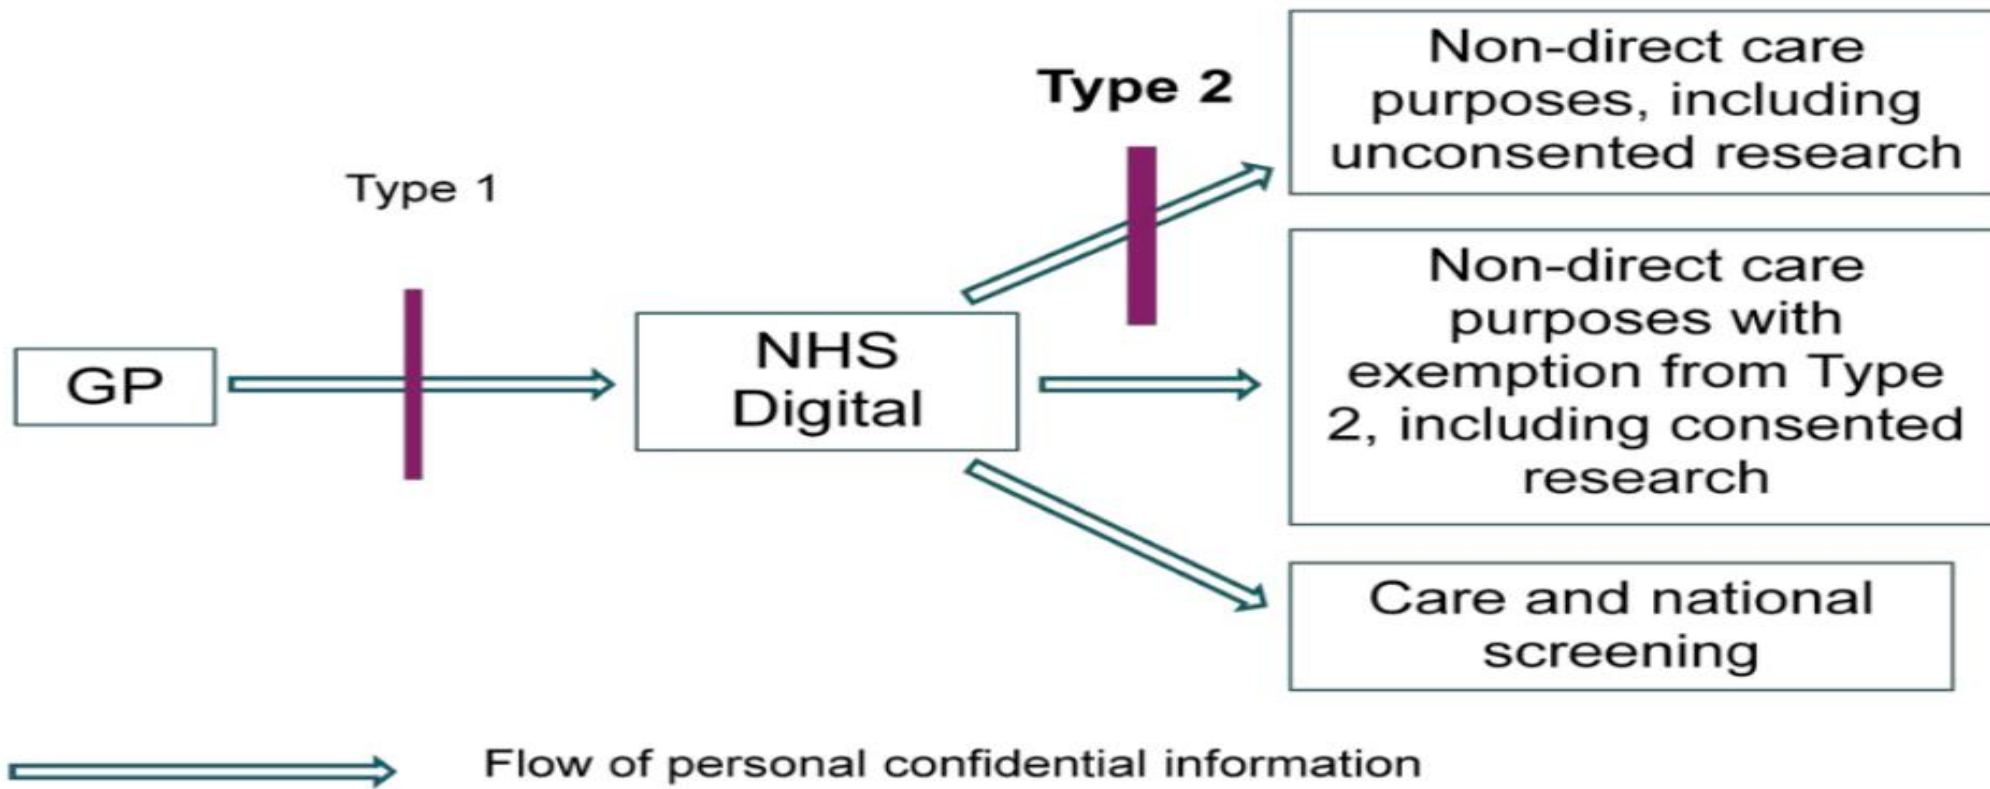 Type 1
GP
NHS
Digital
Type 2
Non-direct care
purposes, including
unconsented research
Non-direct care
purposes with
exemption from Type
2, including consented
research
Care and national
screening
Flow of personal confidential information